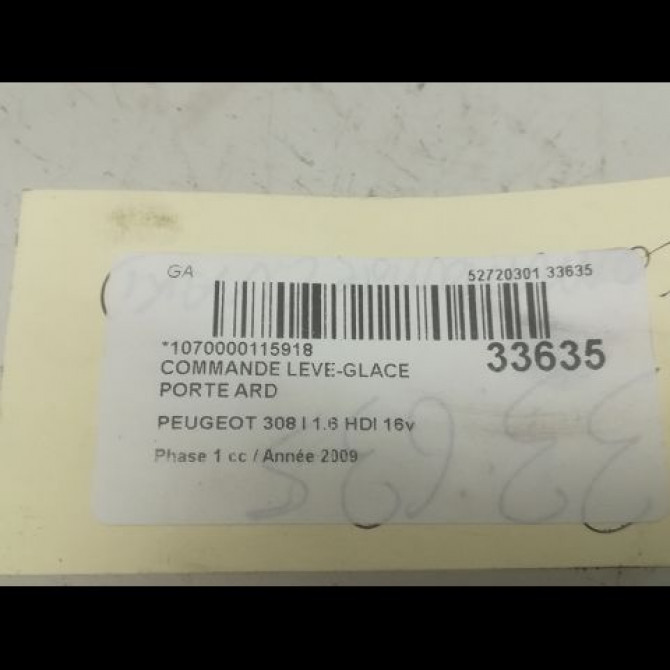 GA
52720301 33635
*1070000115918
33635
COMMANDE LEVE-GLACE
PORTE ARD
PEUGEOT 308 I 1.6 HDI 16v
Phase 1 cc / Année 2009
33635